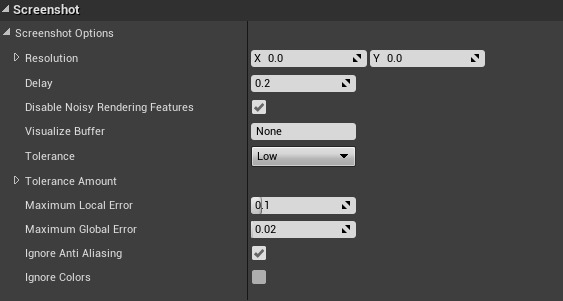 Screenshot
Screenshot Options
Resolution X 0.0 Y 0.0
Delay 0.2
Disable Noisy Rendering Features
Visualize Buffer None
Tolerance Low
Tolerance Amount
Maximum Local Error 0.1
Maximum Global Error 0.02
Ignore Anti Aliasing
Ignore Colors